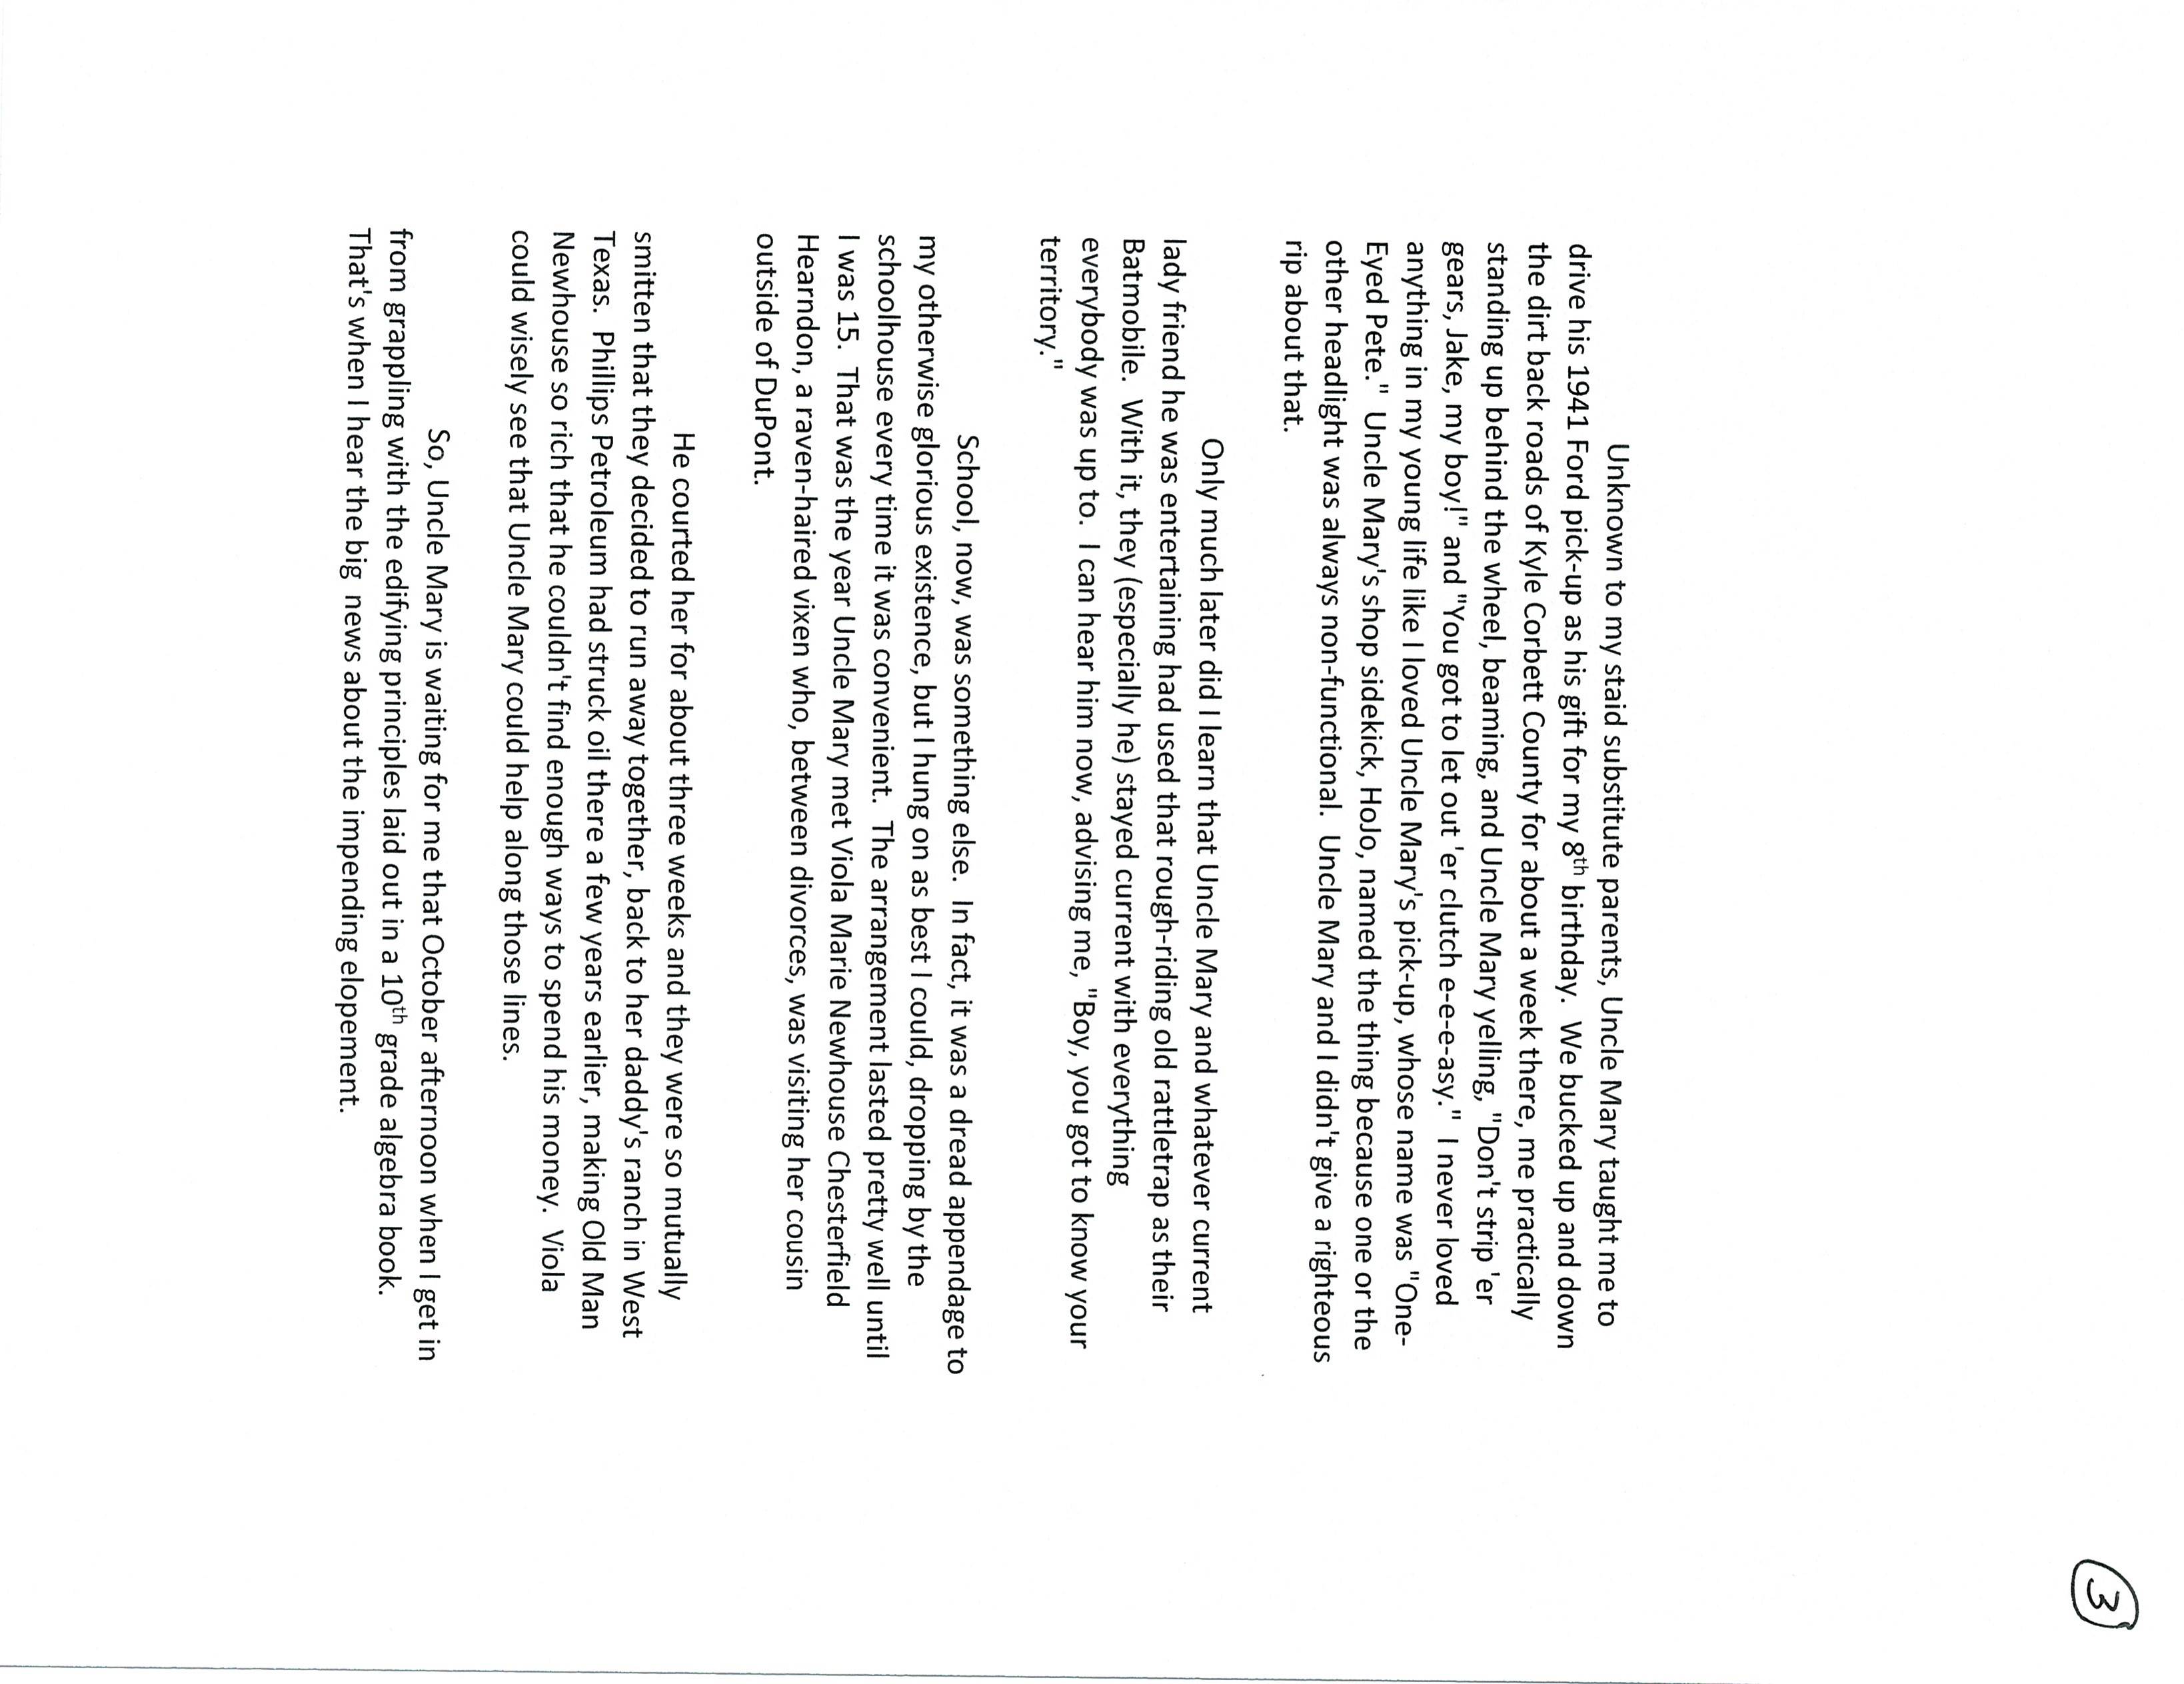 3
Unknown to my staid substitute parents, Uncle Mary taught me to
drive his 1941 Ford pick-up as his gift for my 8th birthday.  We bucked up and down
the dirt back roads of Kyle Corbett County for about a week there, me practically
standing up behind the wheel, beaming, and Uncle Mary yelling, "Don't strip 'er
gears, Jake, my boy!" and "You got to let out 'er clutch e-e-e-asy."  I never loved
anything in my young life like I loved Uncle Mary's pick-up, whose name was "One-
Eyed Pete."  Uncle Mary's shop sidekick, HoJo, named the thing because one or the
other headlight was always non-functional.  Uncle Mary and I didn't give a righteous
rip about that.
Only much later did I learn that Uncle Mary and whatever current
lady friend he was entertaining had used that rough-riding old rattletrap as their
Batmobile.  With it, they (especially he) stayed current with everything
everybody was up to.  I can hear him now, advising me, "Boy, you got to know your
territory."
School, now, was something else.  In fact, it was a dread appendage to
my otherwise glorious existence, but I hung on as best I could, dropping by the
schoolhouse every time it was convenient.  The arrangement lasted pretty well until
I was 15.  That was the year Uncle Mary met Viola Marie Newhouse Chesterfield
Hearndon, a raven-haired vixen who, between divorces, was visiting her cousin
outside of DuPont.
He courted her for about three weeks and they were so mutually
smitten that they decided to run away together, back to her daddy's ranch in West
Texas.  Phillips Petroleum had struck oil there a few years earlier, making Old Man
Newhouse so rich that he couldn't find enough ways to spend his money.  Viola
could wisely see that Uncle Mary could help along those lines.
So, Uncle Mary is waiting for me that October afternoon when I get in
from grappling with the edifying principles laid out in a 10th grade algebra book.
That's when I hear the big  news about the impending elopement.